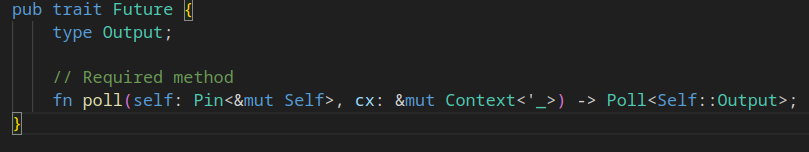 pub trait Future {
    type Output;

    // Required method
    fn poll(self: Pin<&mut Self>, cx: &mut Context<'_>) -> Poll<Self::Output>;
}